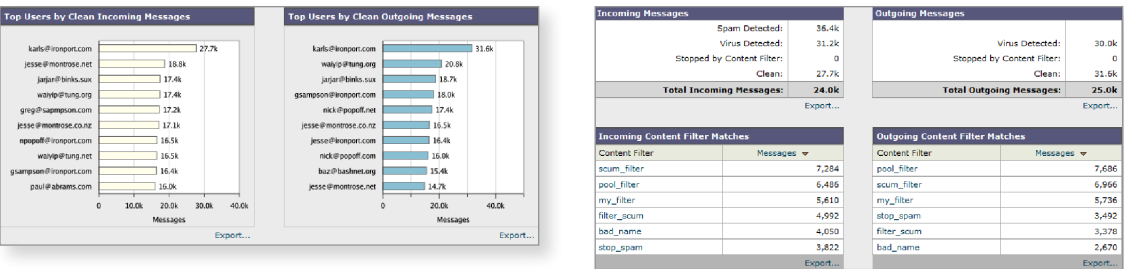 Top Users by Clean Incoming Messages
karls@ironport.com 27.7k
jesse@montrose.net 18.8k
jarjar@binks.sux 17.4k
waiyip@tung.org 17.4k
greg@sapmpson.com 17.2k
jesse@montrose.co.nz 17.1k
npopoff@ironport.com 16.5k
waiyip@tung.net 16.5k
gsampson@ironport.com 16.4k
paul@abrams.com 16.0k
0 10.0k 20.0k 30.0k 40.0k
Messages
Export...
Top Users by Clean Outgoing Messages
karls@ironport.com 31.6k
waiyip@tung.org 20.8k
jarjar@binks.sux 18.7k
gsampson@ironport.com 18.0k
nick@popoff.net 17.4k
jesse@montrose.co.nz 16.5k
jesse@ironport.com 16.4k
nick@popoff.com 16.0k
baz@bashnet.org 15.4k
jesse@montrose.net 14.7k
0 10.0k 20.0k 30.0k 40.0k
Messages
Export...
Incoming Messages
Spam Detected: 36.4k
Virus Detected: 31.2k
Stopped by Content Filter: 0
Clean: 27.7k
Total Incoming Messages: 24.0k
Export...
Outgoing Messages
Virus Detected: 30.0k
Stopped by Content Filter: 0
Clean: 31.6k
Total Outgoing Messages: 25.0k
Export...
Incoming Content Filter Matches
Content Filter Messages
scum_filter 7,284
pool_filter 6,486
my_filter 5,610
filter_scum 4,992
bad_name 4,050
stop_spam 3,822
Export...
Outgoing Content Filter Matches
Content Filter Messages
pool_filter 7,686
scum_filter 6,966
my_filter 5,736
stop_spam 3,492
filter_scum 3,378
bad_name 2,670
Export...